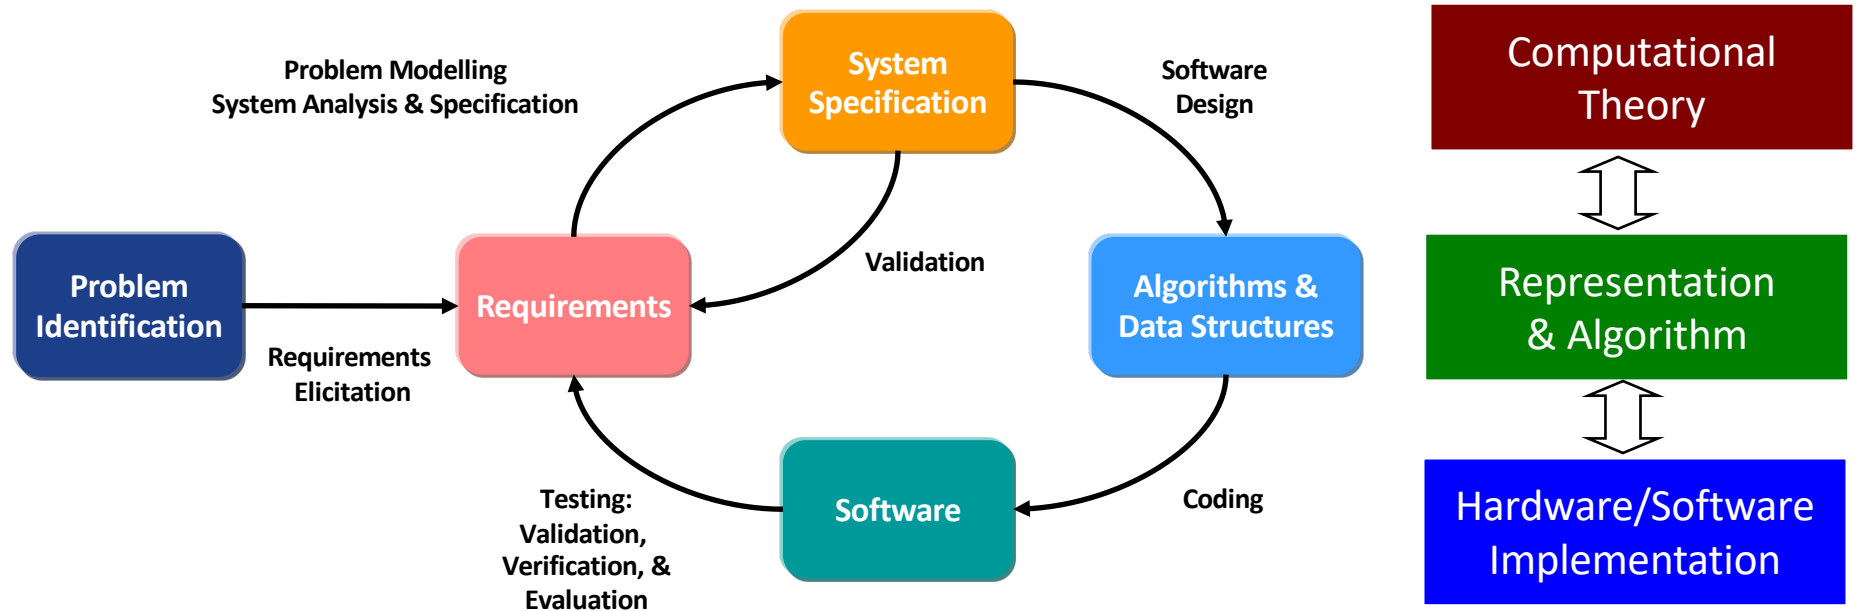 Problem Modelling
System Analysis & Specification
System
Specification
Software
Design
Validation
Problem
Identification
Requirements
Elicitation
Requirements
Algorithms &
Data Structures
Testing:
Validation,
Verification, &
Evaluation
Software
Coding
Computational
Theory
Representation
& Algorithm
Hardware/Software
Implementation